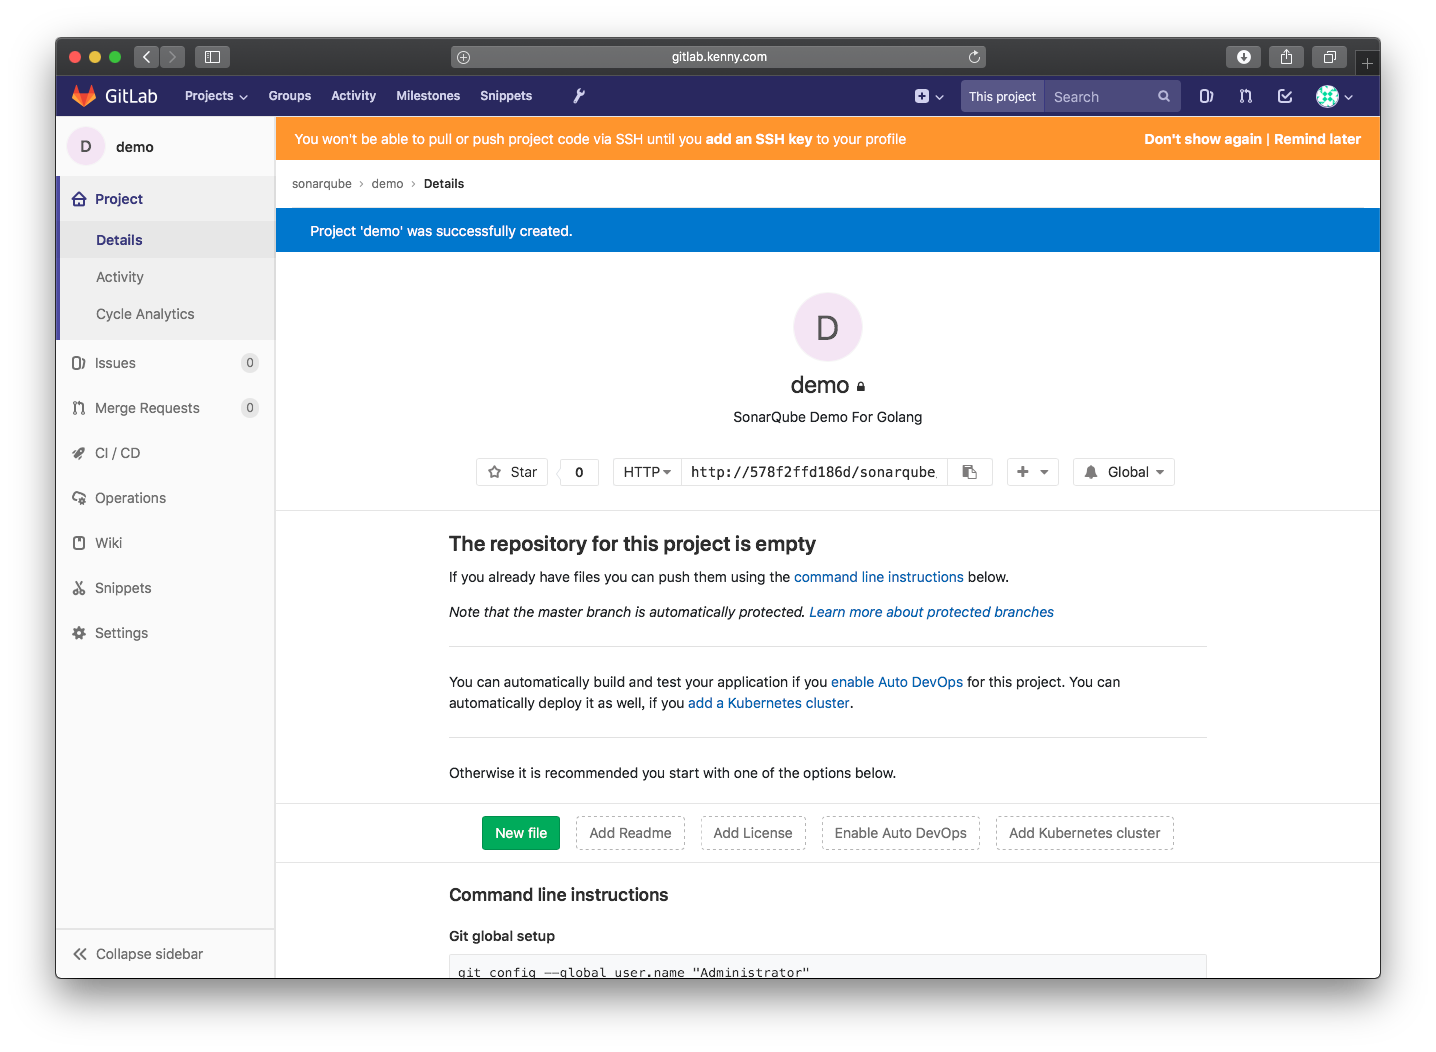 gitlab.kenny.com
GitLab Projects Groups Activity Milestones Snippets This project Search
D demo
You won't be able to pull or push project code via SSH until you add an SSH key to your profile Don't show again | Remind later
sonarqube › demo › Details
Project
Project 'demo' was successfully created.
Details
Activity
Cycle Analytics
Issues 0
Merge Requests 0
CI / CD
Operations
Wiki
Snippets
Settings
Collapse sidebar
D
demo
SonarQube Demo For Golang
Star 0 HTTP http://578f2ffd186d/sonarqube Global
The repository for this project is empty
If you already have files you can push them using the command line instructions below.
Note that the master branch is automatically protected. Learn more about protected branches
You can automatically build and test your application if you enable Auto DevOps for this project. You can
automatically deploy it as well, if you add a Kubernetes cluster.
Otherwise it is recommended you start with one of the options below.
New file Add Readme Add License Enable Auto DevOps Add Kubernetes cluster
Command line instructions
Git global setup
git config --global user.name "Administrator"